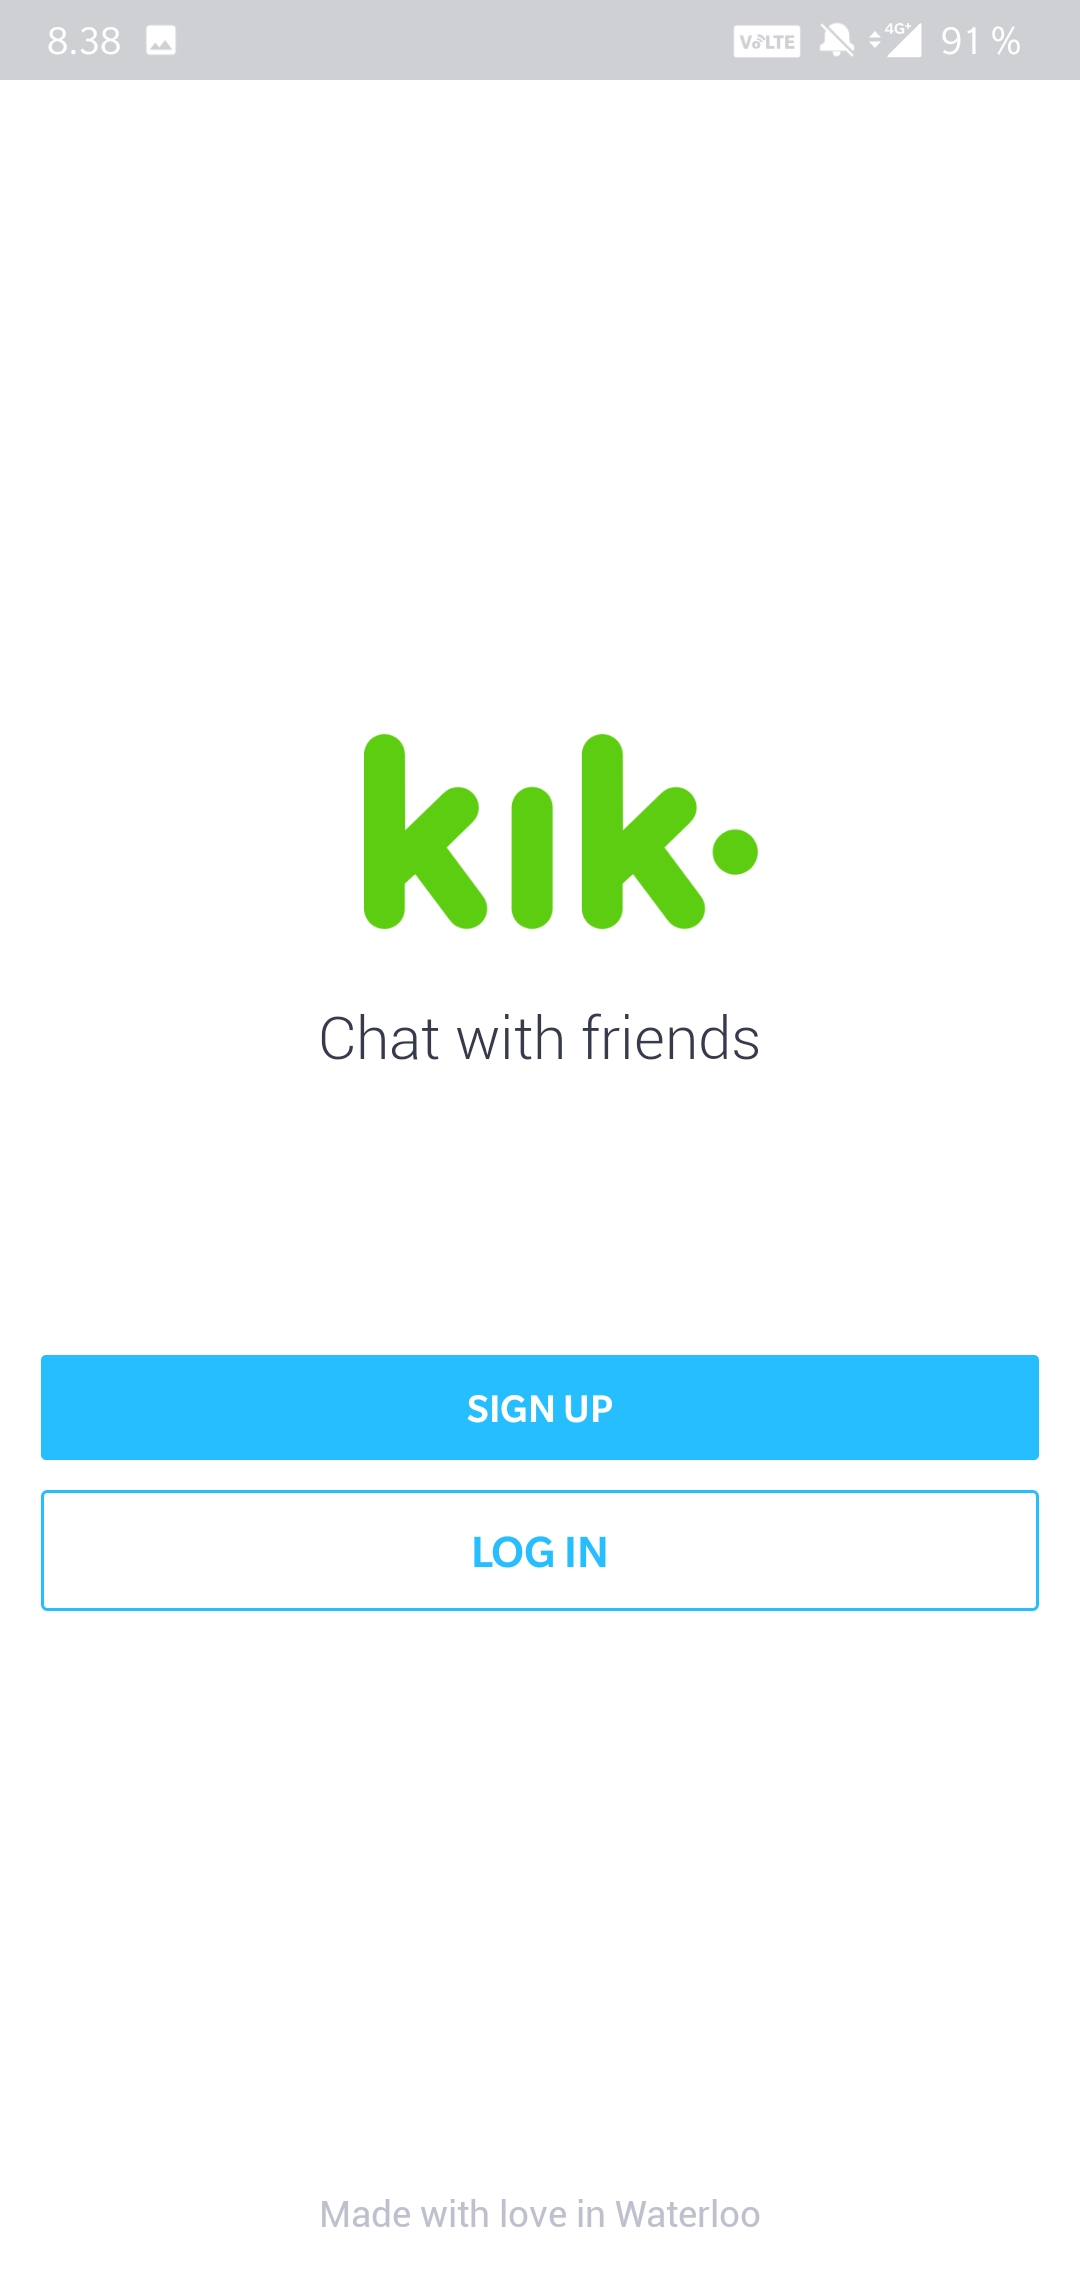 8.38 VoLTE 4G+ 91 %
kik.
Chat with friends
SIGN UP
LOG IN
Made with love in Waterloo